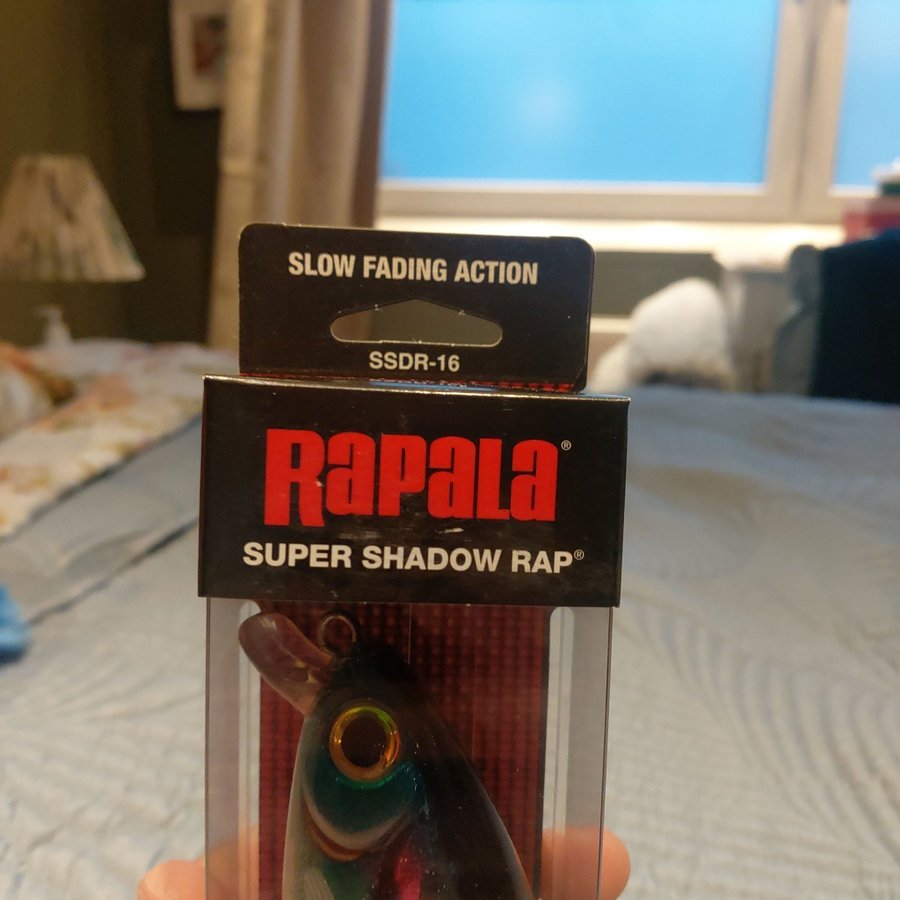 SLOW FADING ACTION
SSDR-16
RAPALA®
SUPER SHADOW RAP®